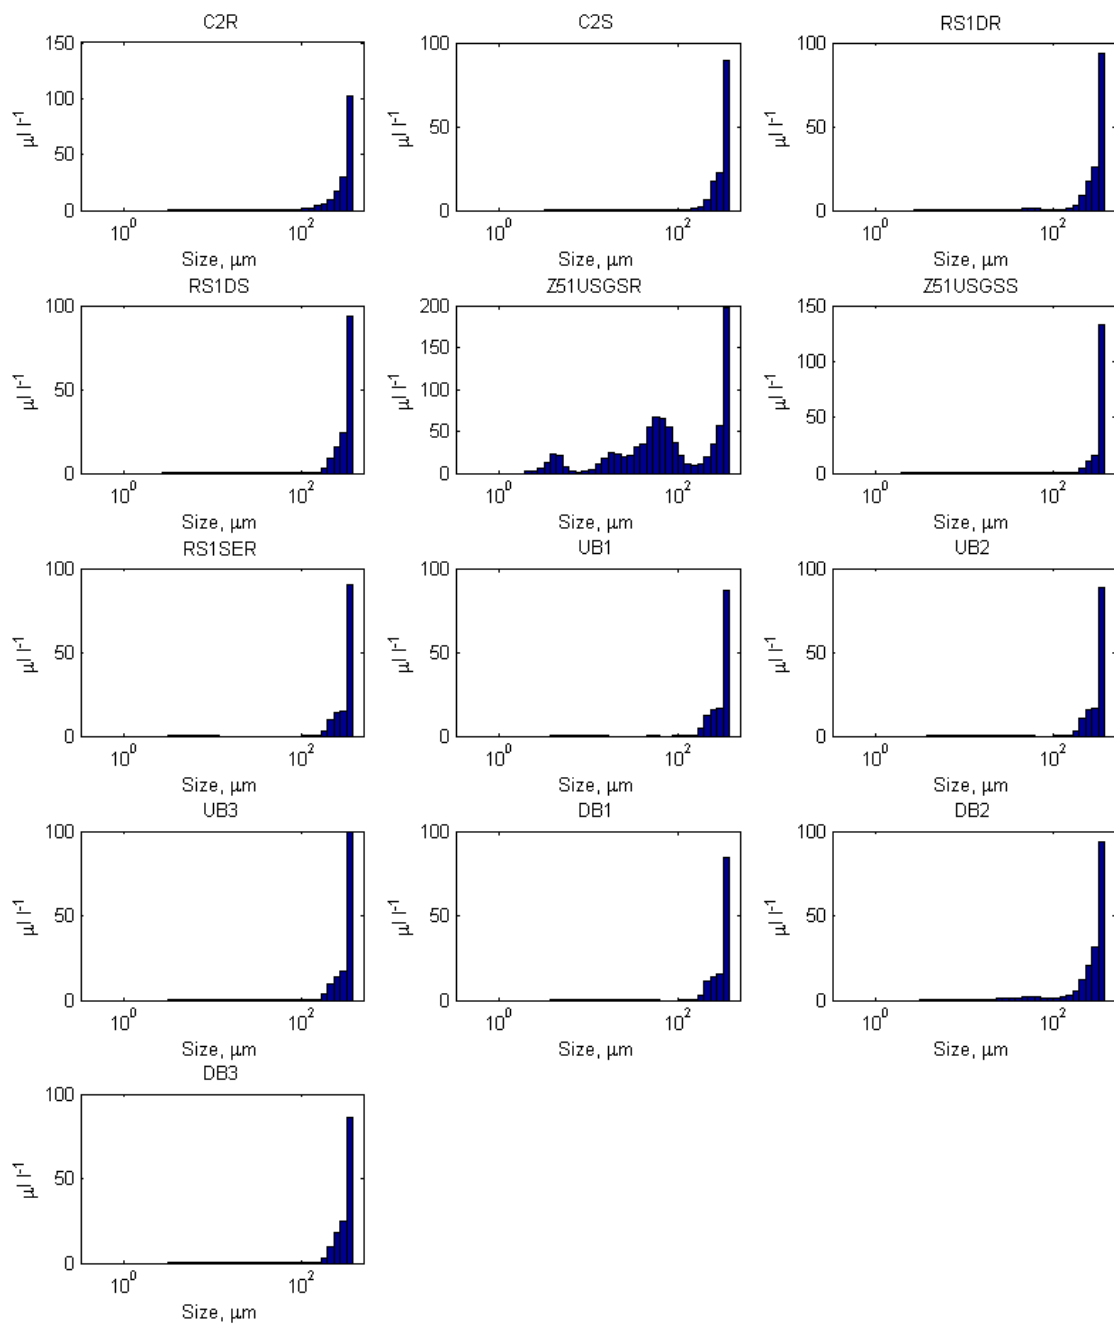 C2R
150
100
50
0
μl l-1
10^0
10^2
Size, μm
C2S
100
50
0
μl l-1
10^0
10^2
Size, μm
RS1DR
100
50
0
μl l-1
10^0
10^2
Size, μm
RS1DS
100
50
0
μl l-1
10^0
10^2
Size, μm
Z51USGSR
200
150
100
50
0
μl l-1
10^0
10^2
Size, μm
Z51USGSS
150
100
50
0
μl l-1
10^0
10^2
Size, μm
RS1SER
100
50
0
μl l-1
10^0
10^2
Size, μm
UB1
100
50
0
μl l-1
10^0
10^2
Size, μm
UB2
100
50
0
μl l-1
10^0
10^2
Size, μm
UB3
100
50
0
μl l-1
10^0
10^2
Size, μm
DB1
100
50
0
μl l-1
10^0
10^2
Size, μm
DB2
100
50
0
μl l-1
10^0
10^2
Size, μm
DB3
100
50
0
μl l-1
10^0
10^2
Size, μm